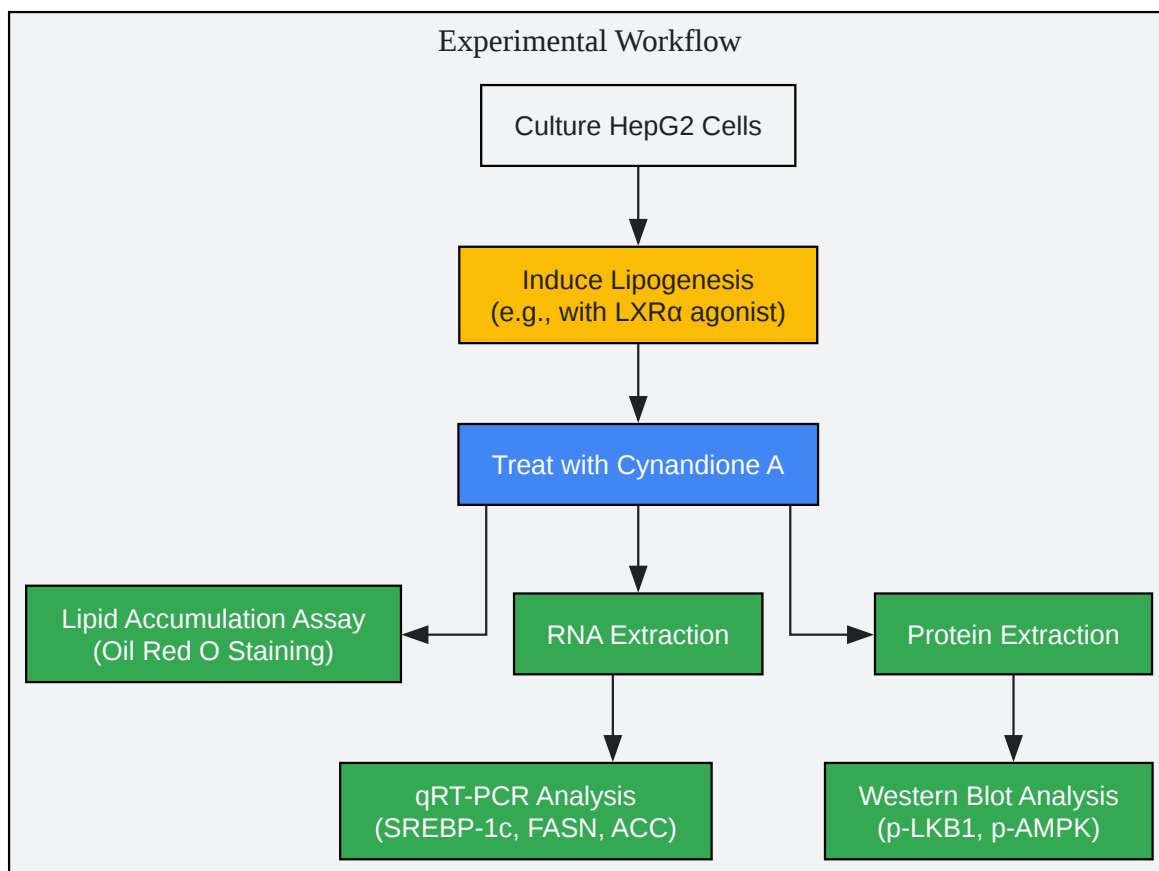 Experimental Workflow
Culture HepG2 Cells
Induce Lipogenesis
(e.g., with LXRα agonist)
Treat with Cynandione A
Lipid Accumulation Assay
(Oil Red O Staining)
RNA Extraction
Protein Extraction
qRT-PCR Analysis
(SREBP-1c, FASN, ACC)
Western Blot Analysis
(p-LKB1, p-AMPK)